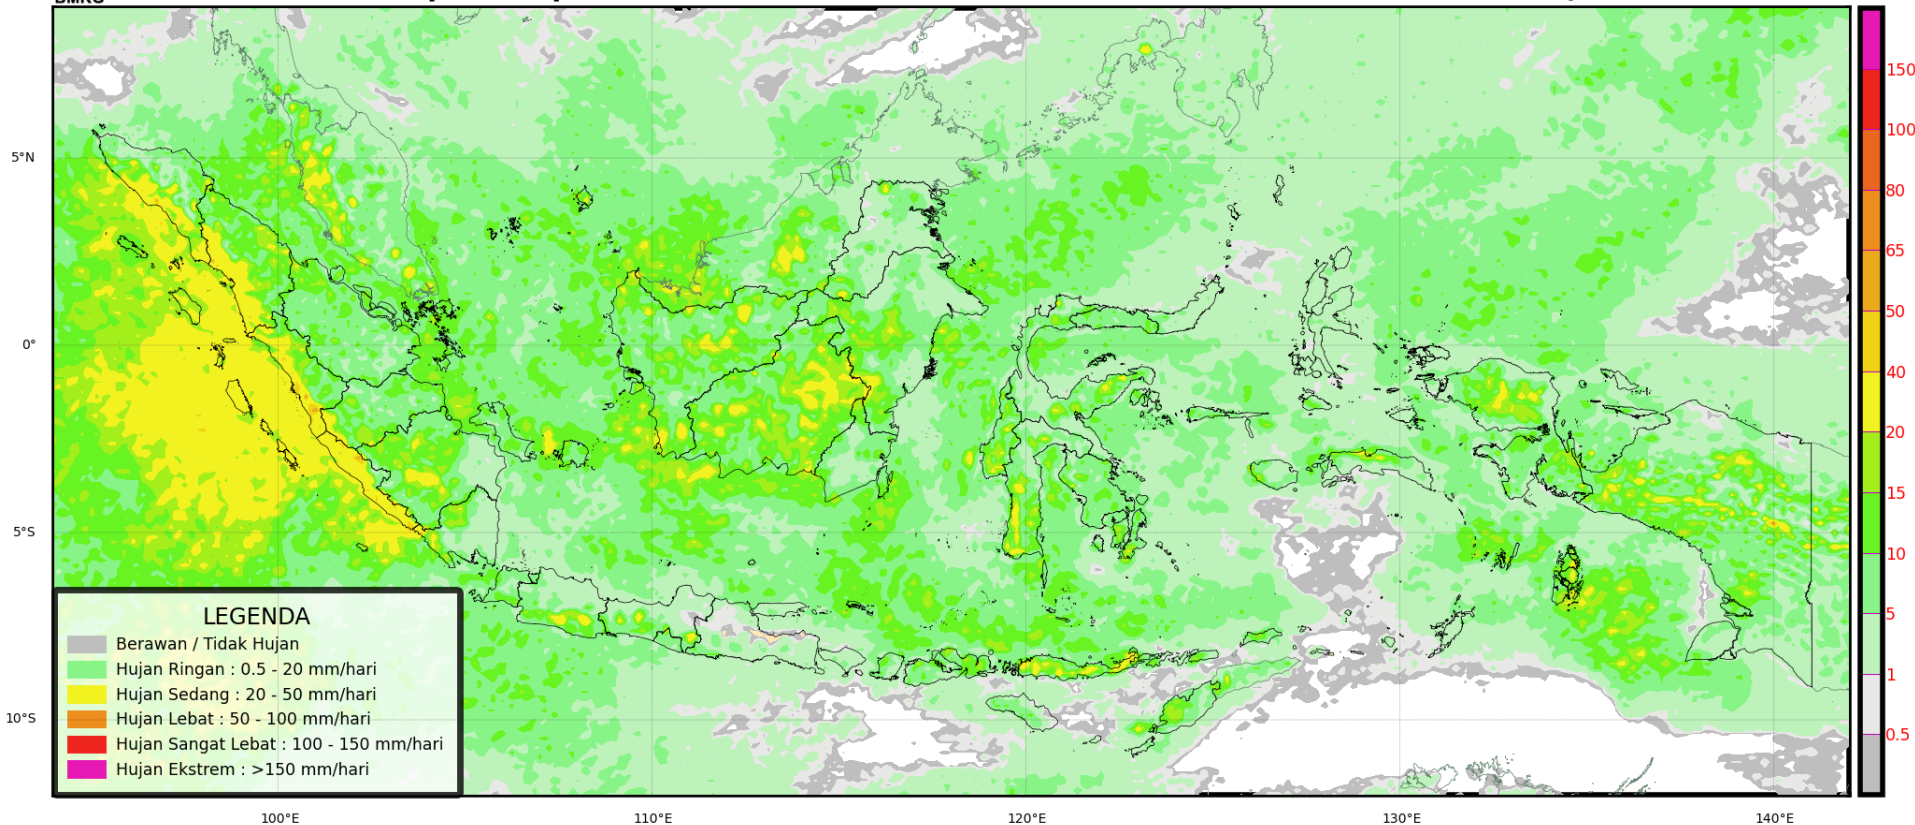 BMKG
5°N
0°
5°S
10°S
100°E
110°E
120°E
130°E
140°E
LEGENDA
Berawan / Tidak Hujan
Hujan Ringan : 0.5 - 20 mm/hari
Hujan Sedang : 20 - 50 mm/hari
Hujan Lebat : 50 - 100 mm/hari
Hujan Sangat Lebat : 100 - 150 mm/hari
Hujan Ekstrem : >150 mm/hari
150
100
80
65
50
40
20
15
10
5
1
0.5